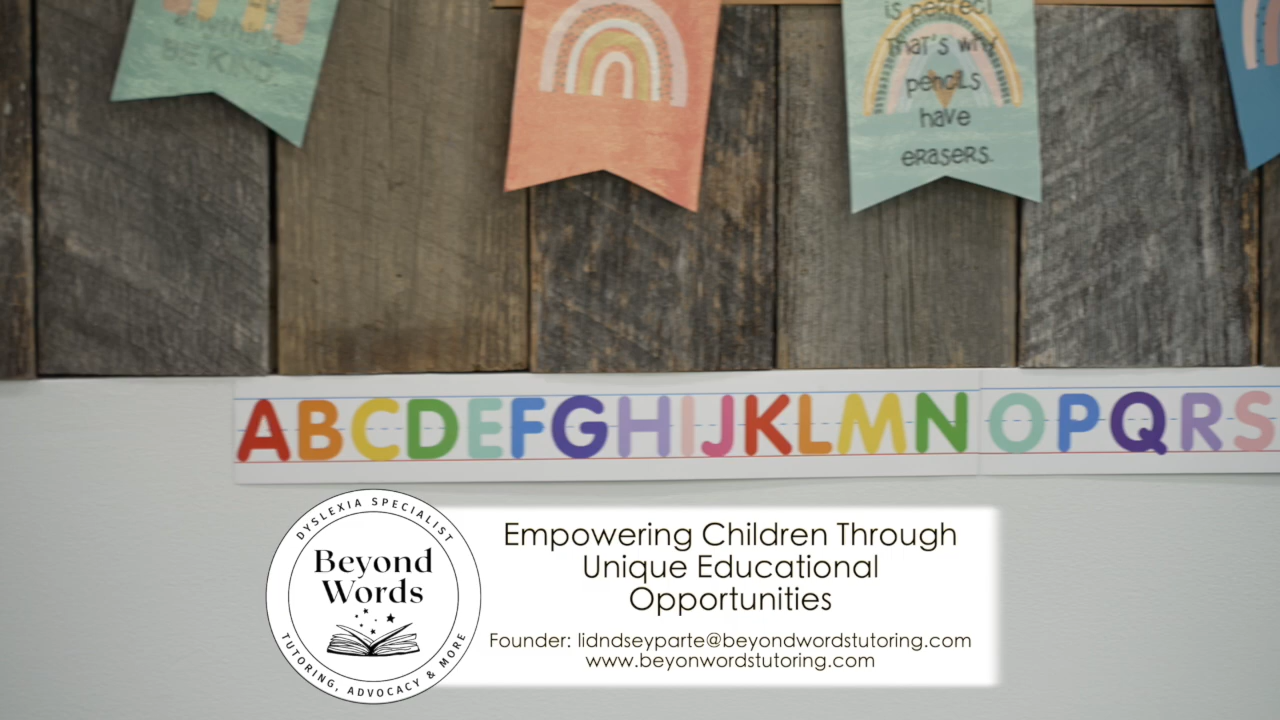 anything
BE KIND.
is perfect
that's why
pencils
have
erasers.
ABCDEFGHIJKLMNOPQRS
DYSLEXIA SPECIALIST
Beyond
Words
TUTORING, ADVOCACY & MORE
Empowering Children Through
Unique Educational
Opportunities
Founder: lidndseyparte@beyondwordstutoring.com
www.beyonwordstutoring.com